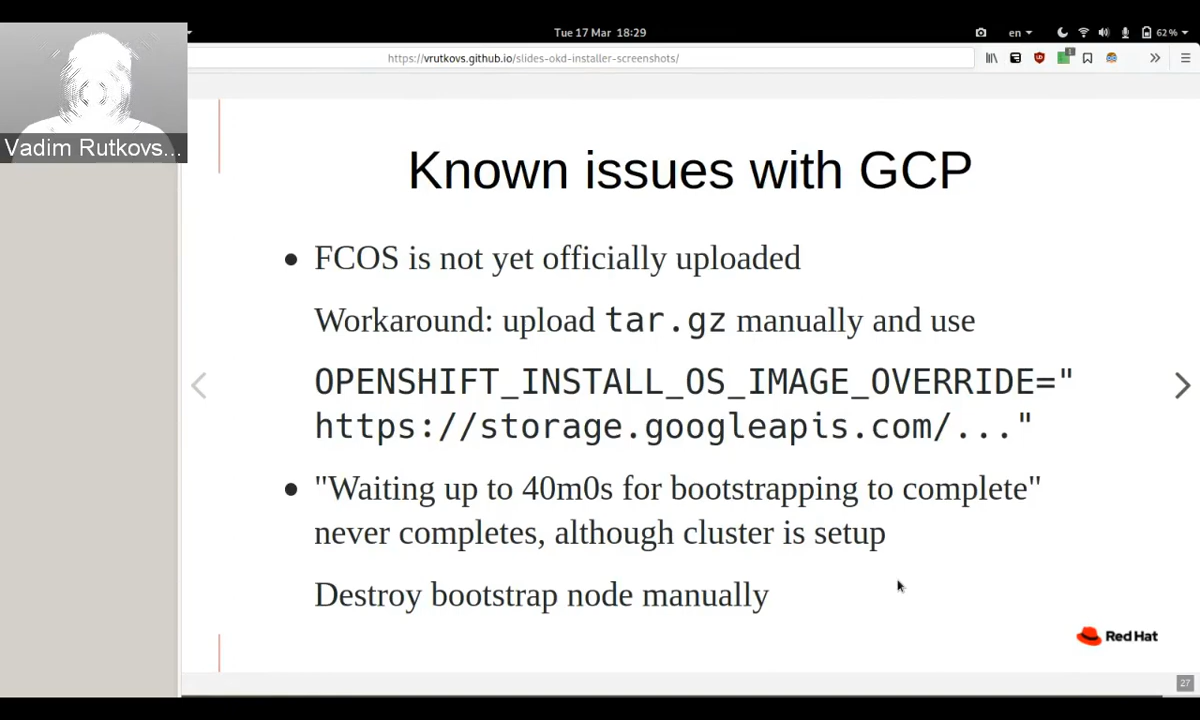 Tue 17 Mar 18:29
en
62%
https://vrutkovs.github.io/slides-okd-installer-screenshots/
Vadim Rutkovs...
Known issues with GCP
FCOS is not yet officially uploaded
Workaround: upload tar.gz manually and use
OPENSHIFT_INSTALL_OS_IMAGE_OVERRIDE="
https://storage.googleapis.com/..."
"Waiting up to 40m0s for bootstrapping to complete"
never completes, although cluster is setup
Destroy bootstrap node manually
Red Hat
27